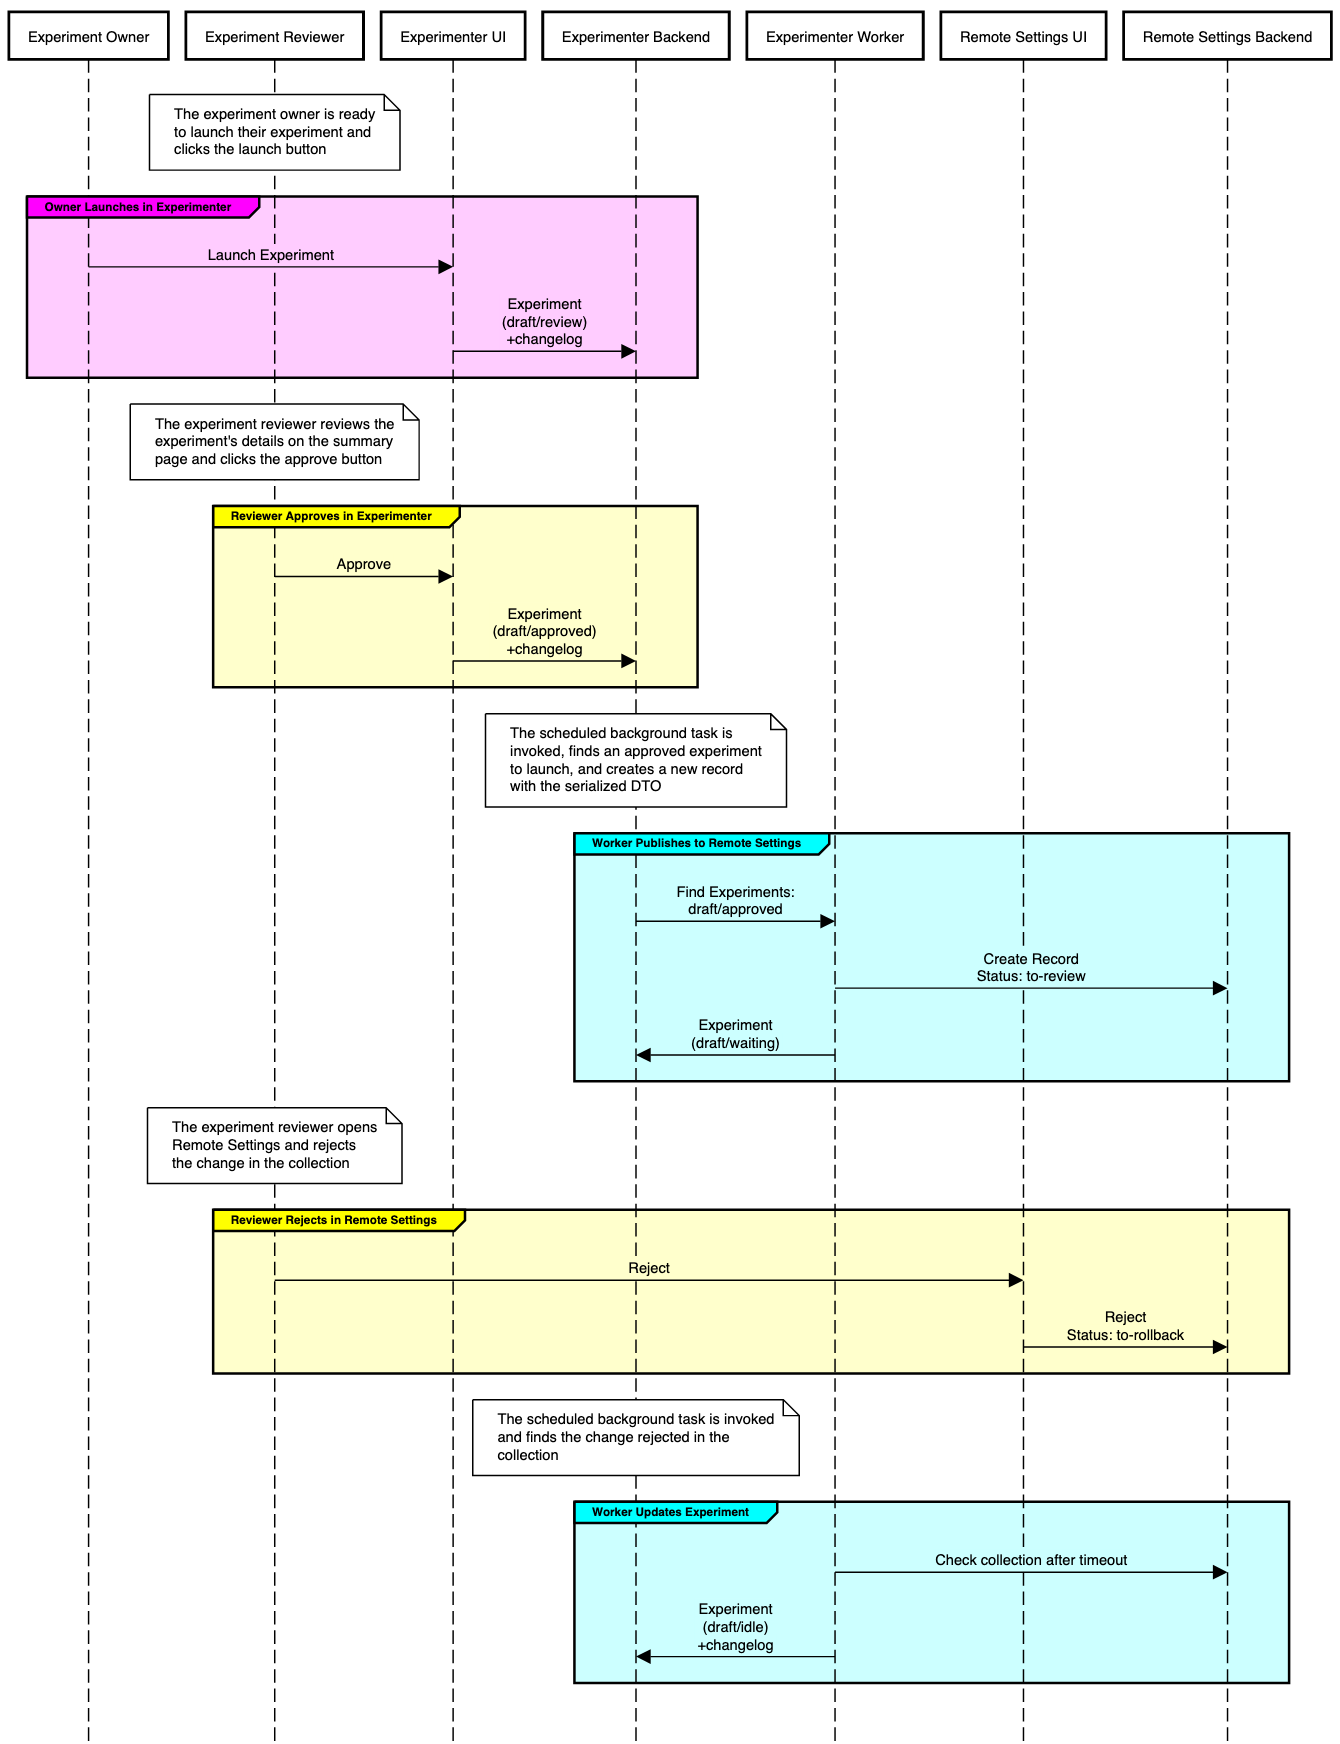 Experiment Owner
Experiment Reviewer
Experimenter UI
Experimenter Backend
Experimenter Worker
Remote Settings UI
Remote Settings Backend
The experiment owner is ready
to launch their experiment and
clicks the launch button
Owner Launches in Experimenter
Launch Experiment
Experiment
(draft/review)
+changelog
The experiment reviewer reviews the
experiment's details on the summary
page and clicks the approve button
Reviewer Approves in Experimenter
Approve
Experiment
(draft/approved)
+changelog
The scheduled background task is
invoked, finds an approved experiment
to launch, and creates a new record
with the serialized DTO
Worker Publishes to Remote Settings
Find Experiments:
draft/approved
Create Record
Status: to-review
Experiment
(draft/waiting)
The experiment reviewer opens
Remote Settings and rejects
the change in the collection
Reviewer Rejects in Remote Settings
Reject
Reject
Status: to-rollback
The scheduled background task is invoked
and finds the change rejected in the
collection
Worker Updates Experiment
Check collection after timeout
Experiment
(draft/idle)
+changelog